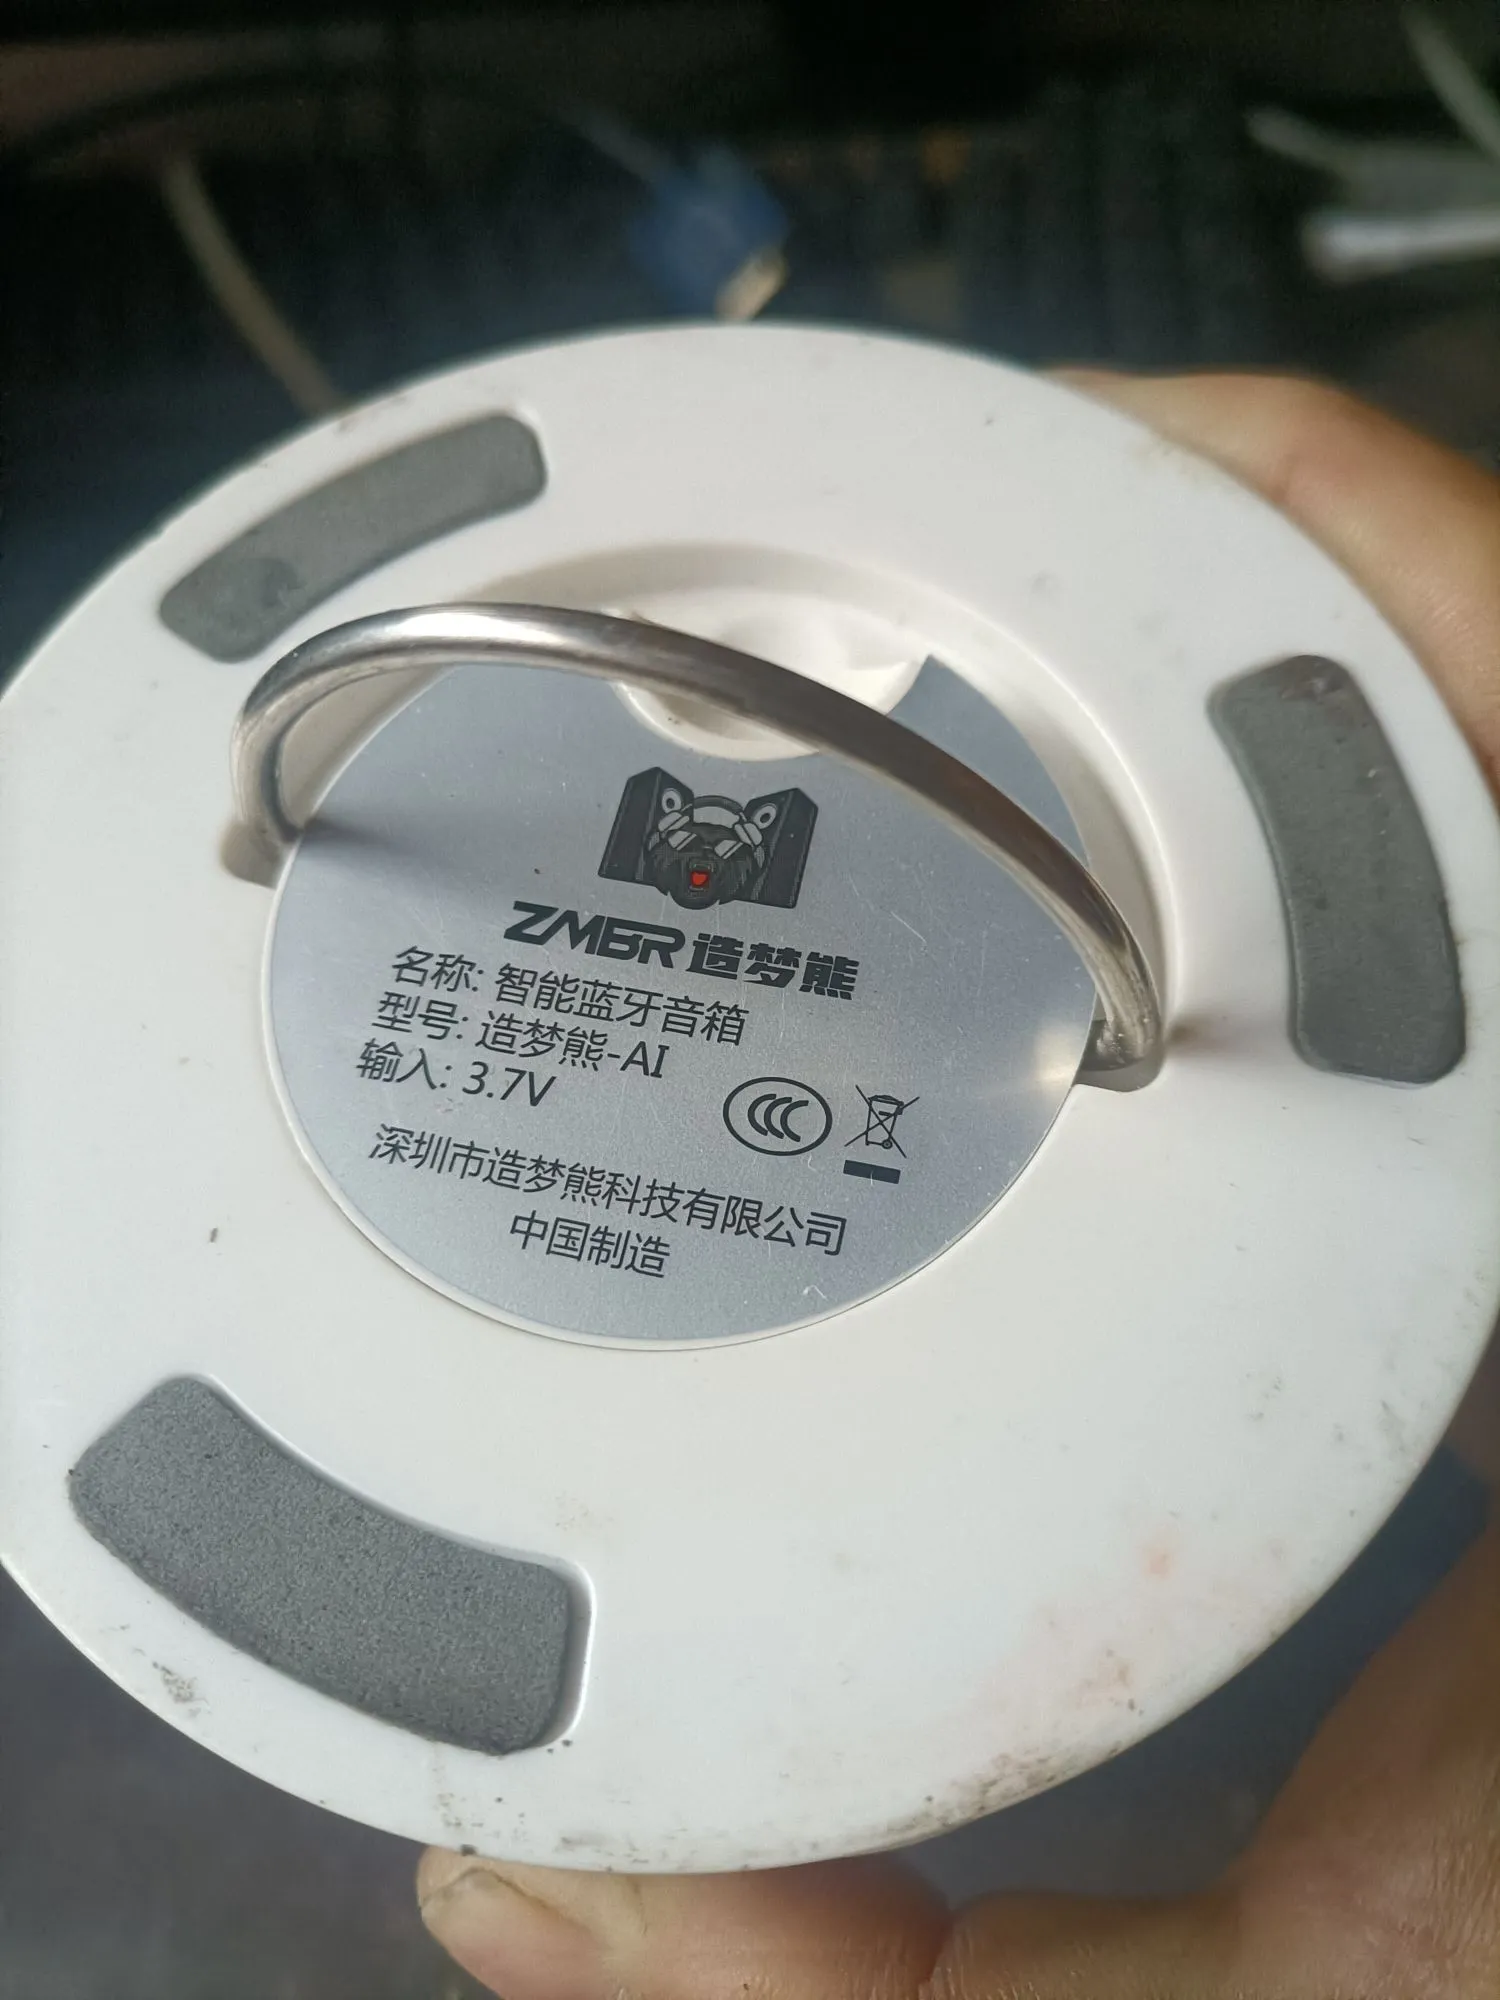 ZMBR 造梦熊
名称: 智能蓝牙音箱
型号: 造梦熊-AI
输入: 3.7V
深圳市造梦熊科技有限公司
中国制造